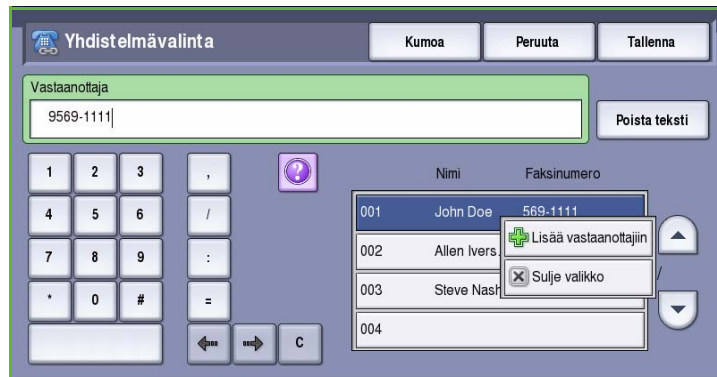 Yhdistelmävalinta
Kumoa
Peruuta
Tallenna
Vastaanottaja
9569-1111
Poista teksti
1 2 3 ,
4 5 6 /
7 8 9 :
* 0 # =
C
?
Nimi Faksinumero
001 John Doe 569-1111
002 Allen Ivers
003 Steve Nash
004
Lisää vastaanottajiin
Sulje valikko
/